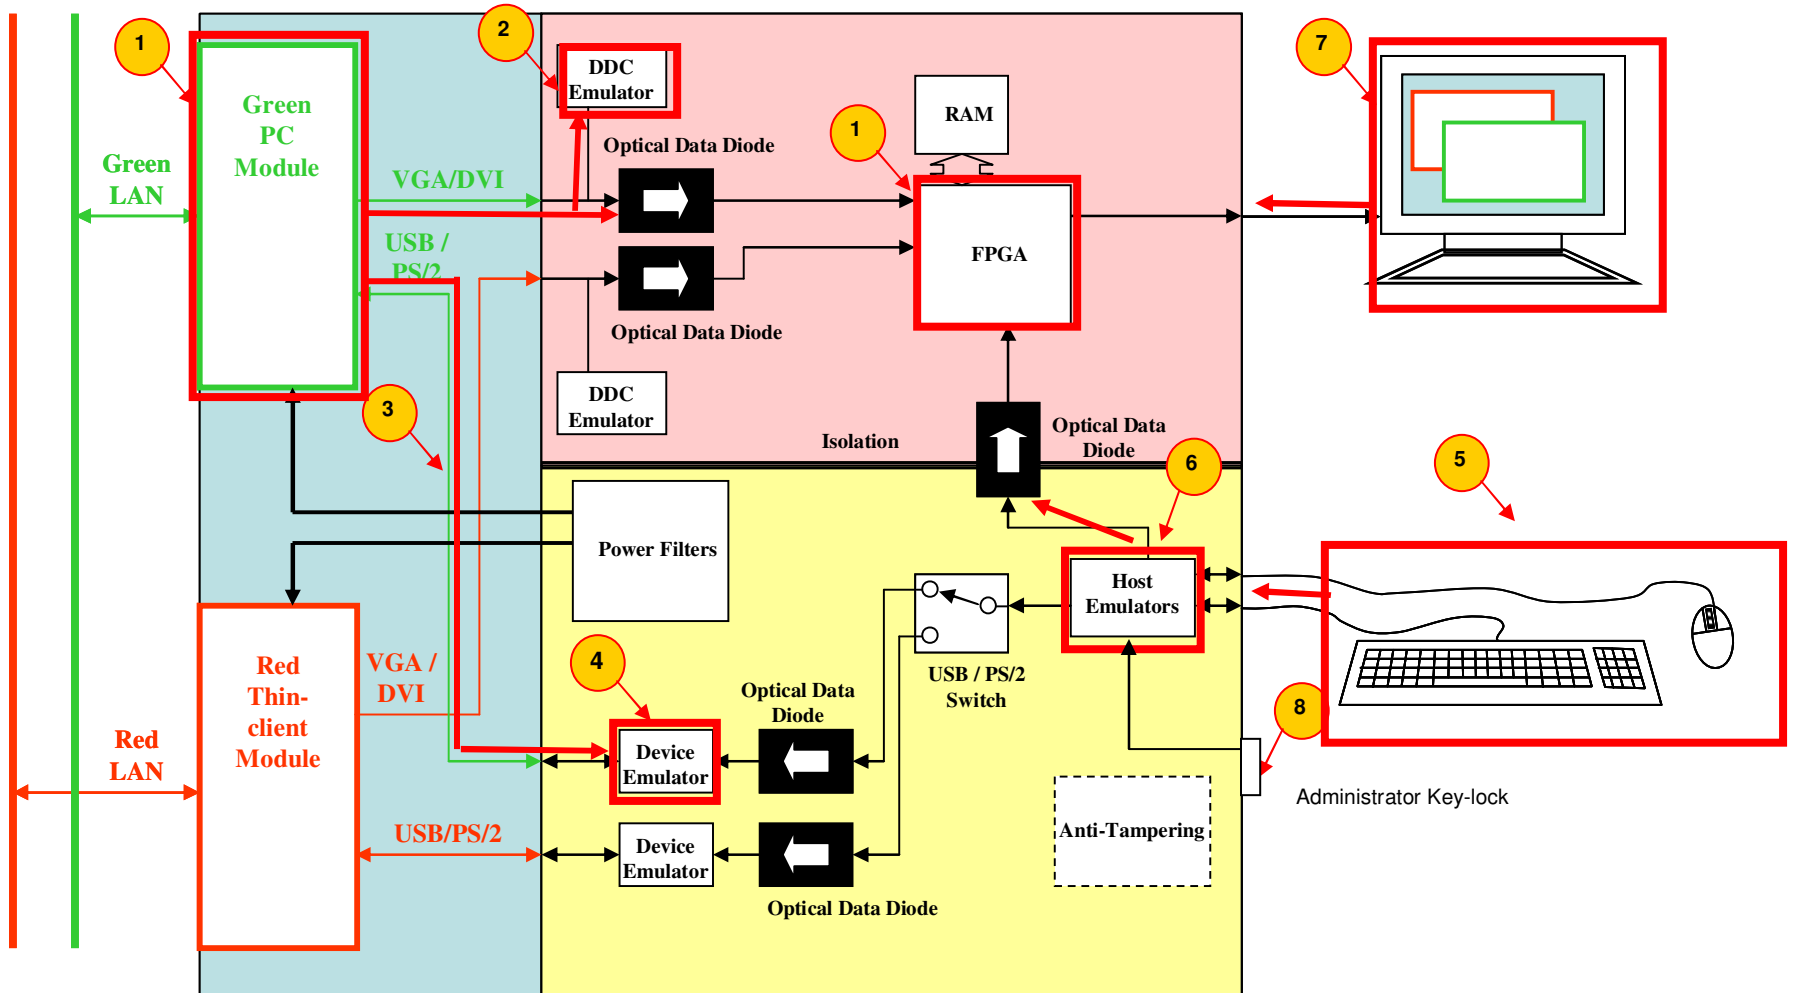 1
Green
PC
Module
Green
LAN
VGA/DVI
USB /
PS/2
2
DDC
Emulator
Optical Data Diode
Optical Data Diode
DDC
Emulator
RAM
1
FPGA
7
Isolation
Optical Data
Diode
3
6
5
Power Filters
Host
Emulators
USB / PS/2
Switch
Red
Thin-
client
Module
Red
LAN
VGA /
DVI
USB/PS/2
4
Optical Data
Diode
Device
Emulator
Device
Emulator
Optical Data Diode
8
Administrator Key-lock
Anti-Tampering